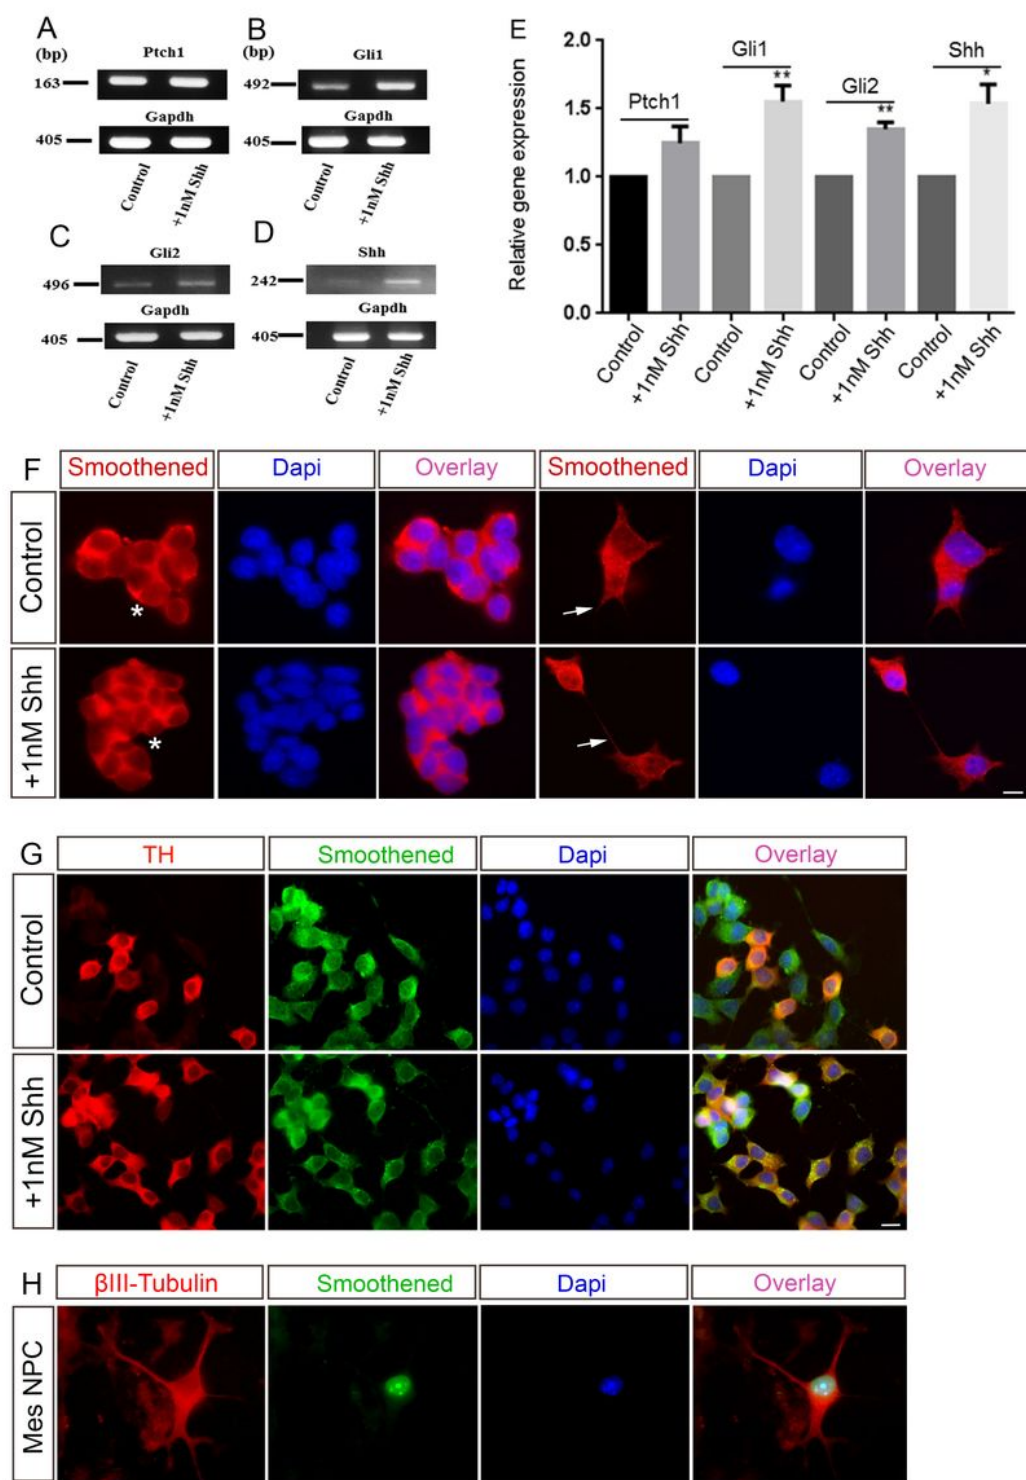 A
(bp)
Ptch1
163
Gapdh
405
Control
+1nM Shh
B
(bp)
Gli1
492
Gapdh
405
Control
+1nM Shh
C
Gli2
496
Gapdh
405
Control
+1nM Shh
D
Shh
242
Gapdh
405
Control
+1nM Shh
E
Relative gene expression
2.0
1.5
1.0
0.5
0.0
Ptch1
Gli1
**
Gli2
**
Shh
*
Control
+1nM Shh
Control
+1nM Shh
Control
+1nM Shh
Control
+1nM Shh
F
Smoothened Dapi Overlay Smoothened Dapi Overlay
Control
*
+1nM Shh
*
G
TH Smoothened Dapi Overlay
Control
+1nM Shh
H
βIII-Tubulin Smoothened Dapi Overlay
Mes NPC